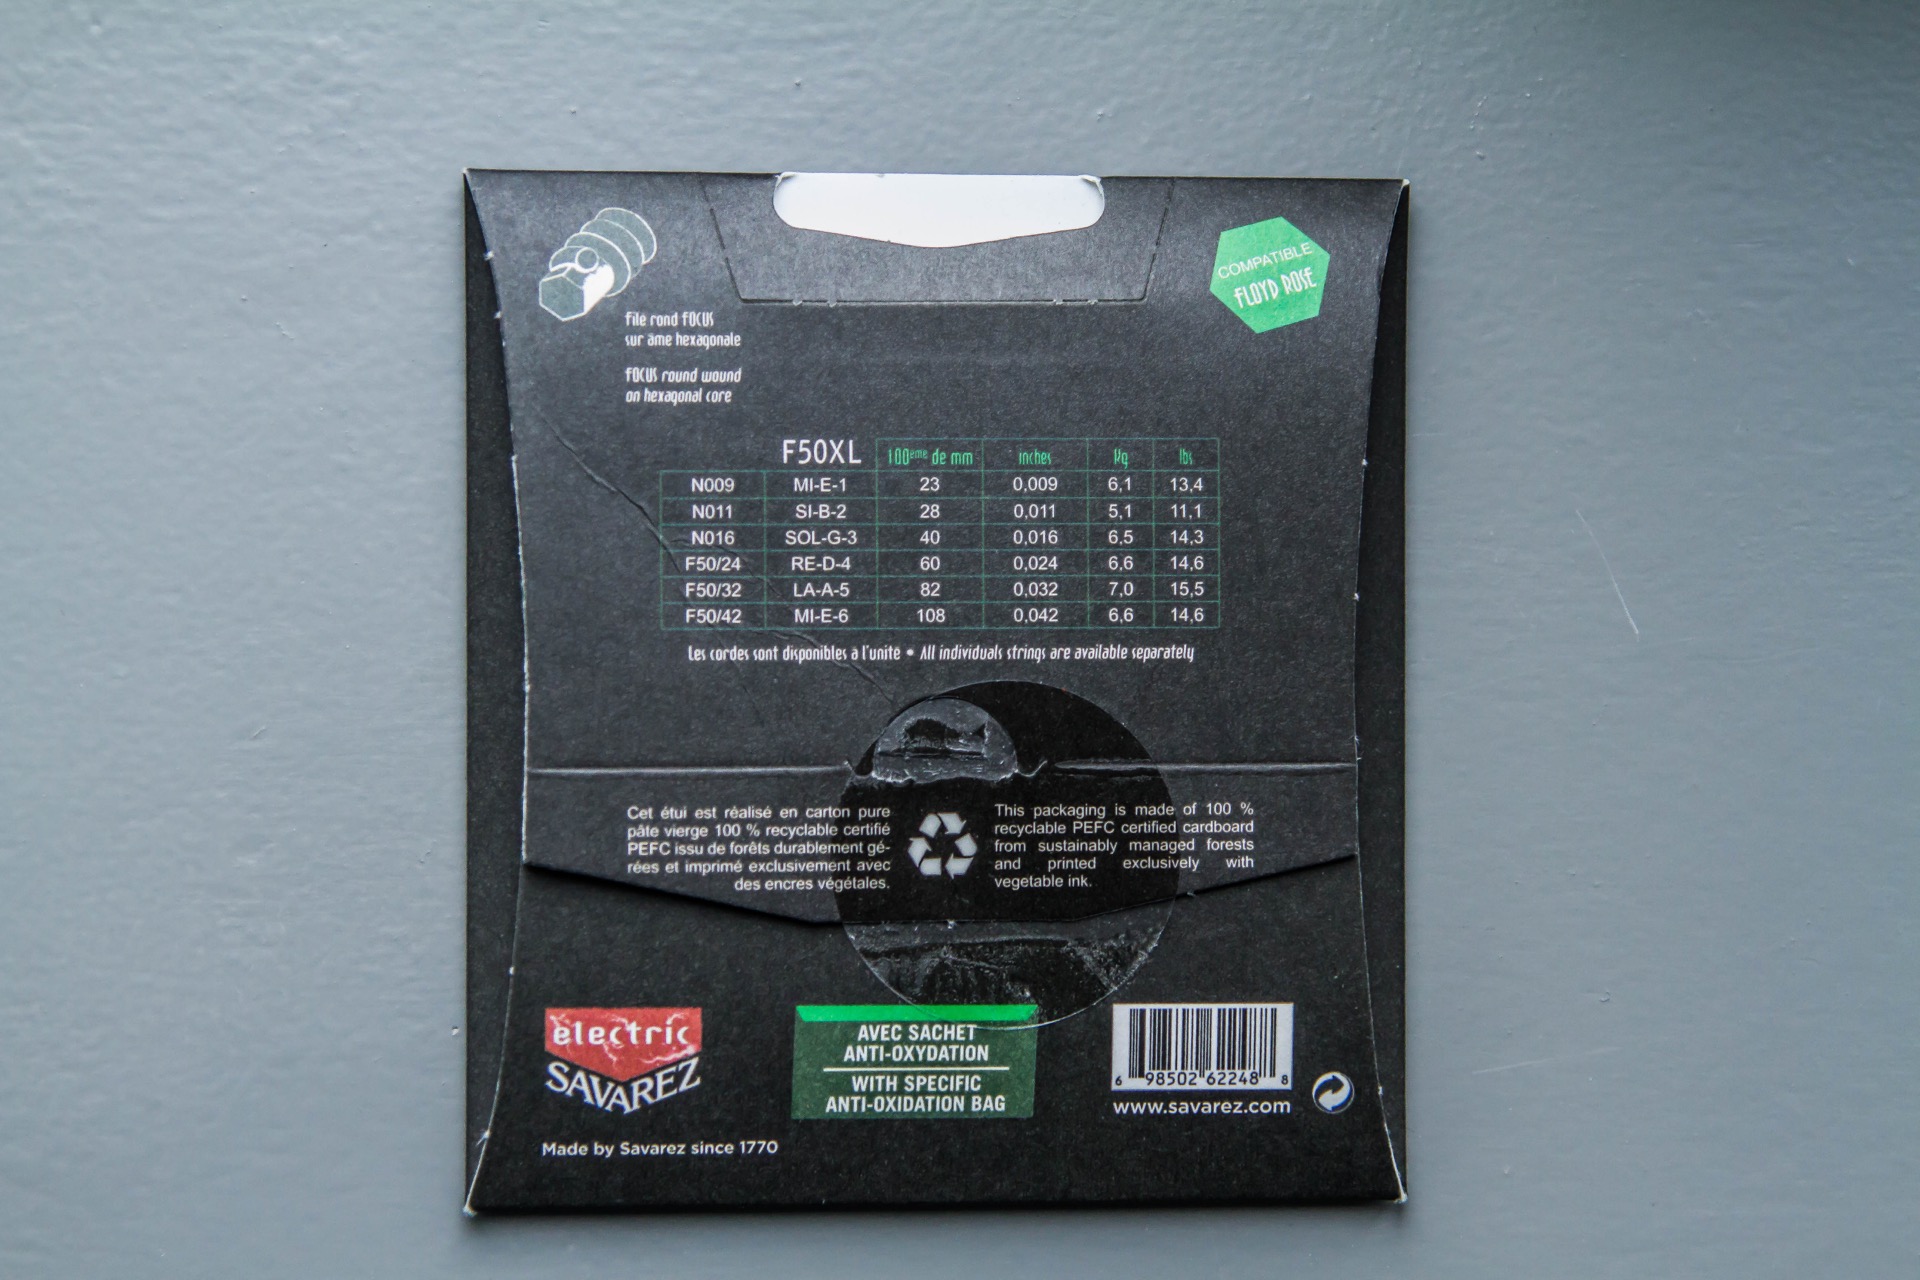 COMPATIBLE
FLOYD ROSE
file rond FOCUS
sur ame hexagonale
FOCUS round wound
on hexagonal core
F50XL 100eme de mm inches Kg lbs
N009 MI-E-1 23 0,009 6,1 13,4
N011 SI-B-2 28 0,011 5,1 11,1
N016 SOL-G-3 40 0,016 6,5 14,3
F50/24 RE-D-4 60 0,024 6,6 14,6
F50/32 LA-A-5 82 0,032 7,0 15,5
F50/42 MI-E-6 108 0,042 6,6 14,6
Les cordes sont disponibles a l'unite • All individuals strings are available separately
Cet étui est réalisé en carton pure
pâte vierge 100 % recyclable certifié
PEFC issu de forêts durablement gé-
rées et imprimé exclusivement avec
des encres végétales.
This packaging is made of 100 %
recyclable PEFC certified cardboard
from sustainably managed forests
and printed exclusively with
vegetable ink.
electric
SAVAREZ
Made by Savarez since 1770
AVEC SACHET
ANTI-OXYDATION
WITH SPECIFIC
ANTI-OXIDATION BAG
6 98502 62248 8
www.savarez.com